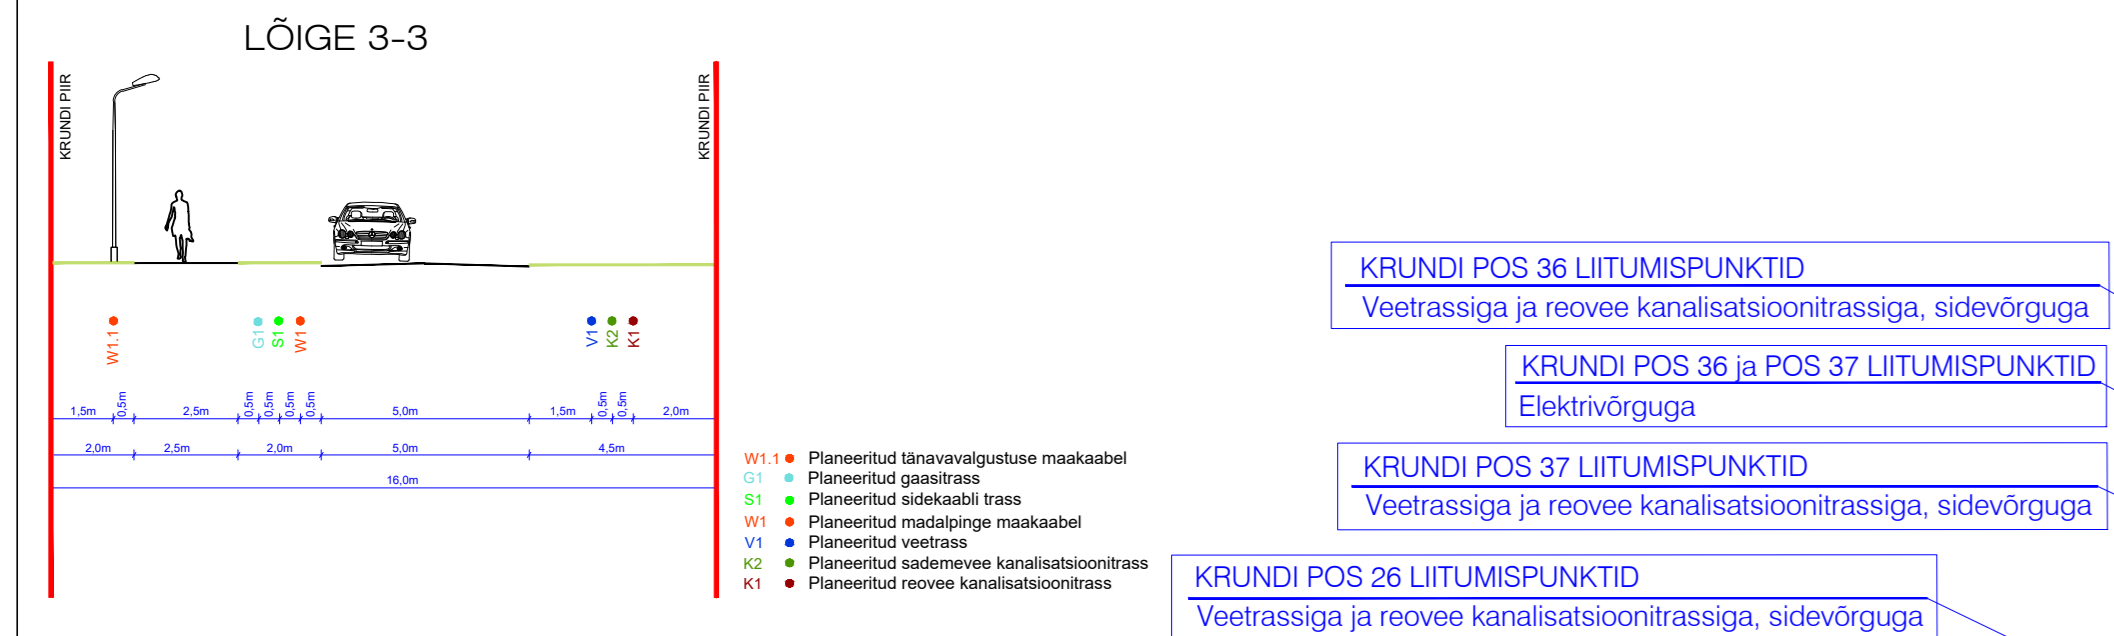 LÕIGE 3-3
KRUNDI PIIR
KRUNDI PIIR
W1.1
G1
S1
W1
V1
K2
K1
1,5m
0,5m
2,5m
0,5m
0,5m
0,5m
0,5m
5,0m
1,5m
0,5m
0,5m
2,0m
2,0m
2,5m
2,0m
5,0m
4,5m
16,0m
W1.1 Planeeritud tänavavalgustuse maakaabel
G1 Planeeritud gaasitrass
S1 Planeeritud sidekaabli trass
W1 Planeeritud madalpinge maakaabel
V1 Planeeritud veetrass
K2 Planeeritud sademevee kanalisatsioonitrass
K1 Planeeritud reovee kanalisatsioonitrass
KRUNDI POS 36 LIITUMISPUNKTID
Veetrassiga ja reovee kanalisatsioonitrassiga, sidevõrguga
KRUNDI POS 36 ja POS 37 LIITUMISPUNKTID
Elektrivõrguga
KRUNDI POS 37 LIITUMISPUNKTID
Veetrassiga ja reovee kanalisatsioonitrassiga, sidevõrguga
KRUNDI POS 26 LIITUMISPUNKTID
Veetrassiga ja reovee kanalisatsioonitrassiga, sidevõrguga